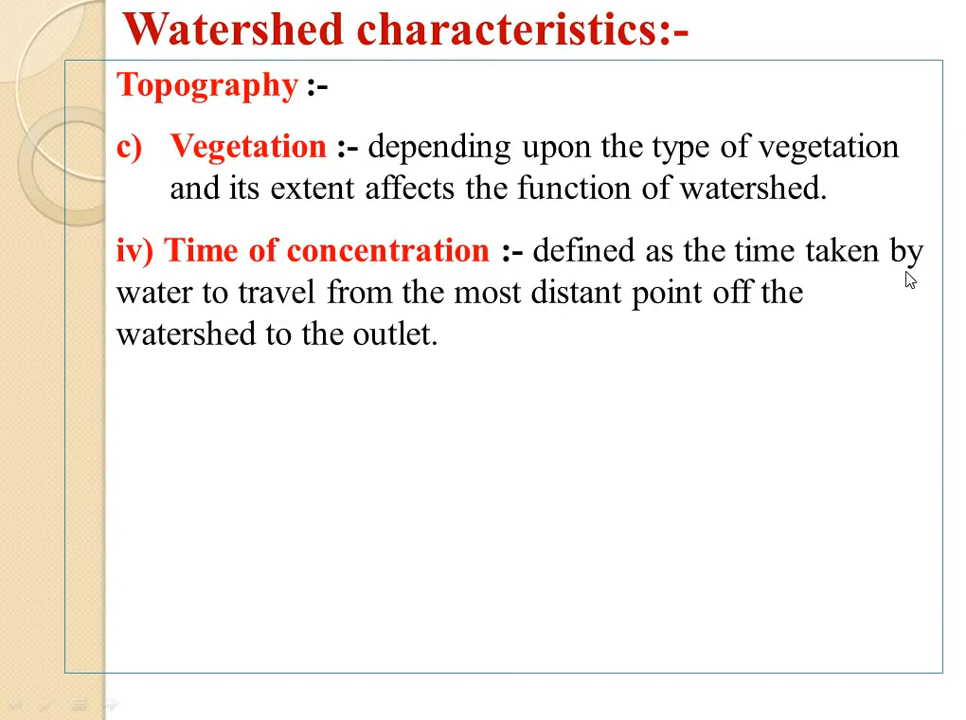 Watershed characteristics:-
Topography :-
c) Vegetation :- depending upon the type of vegetation
and its extent affects the function of watershed.
iv) Time of concentration :- defined as the time taken by
water to travel from the most distant point off the
watershed to the outlet.